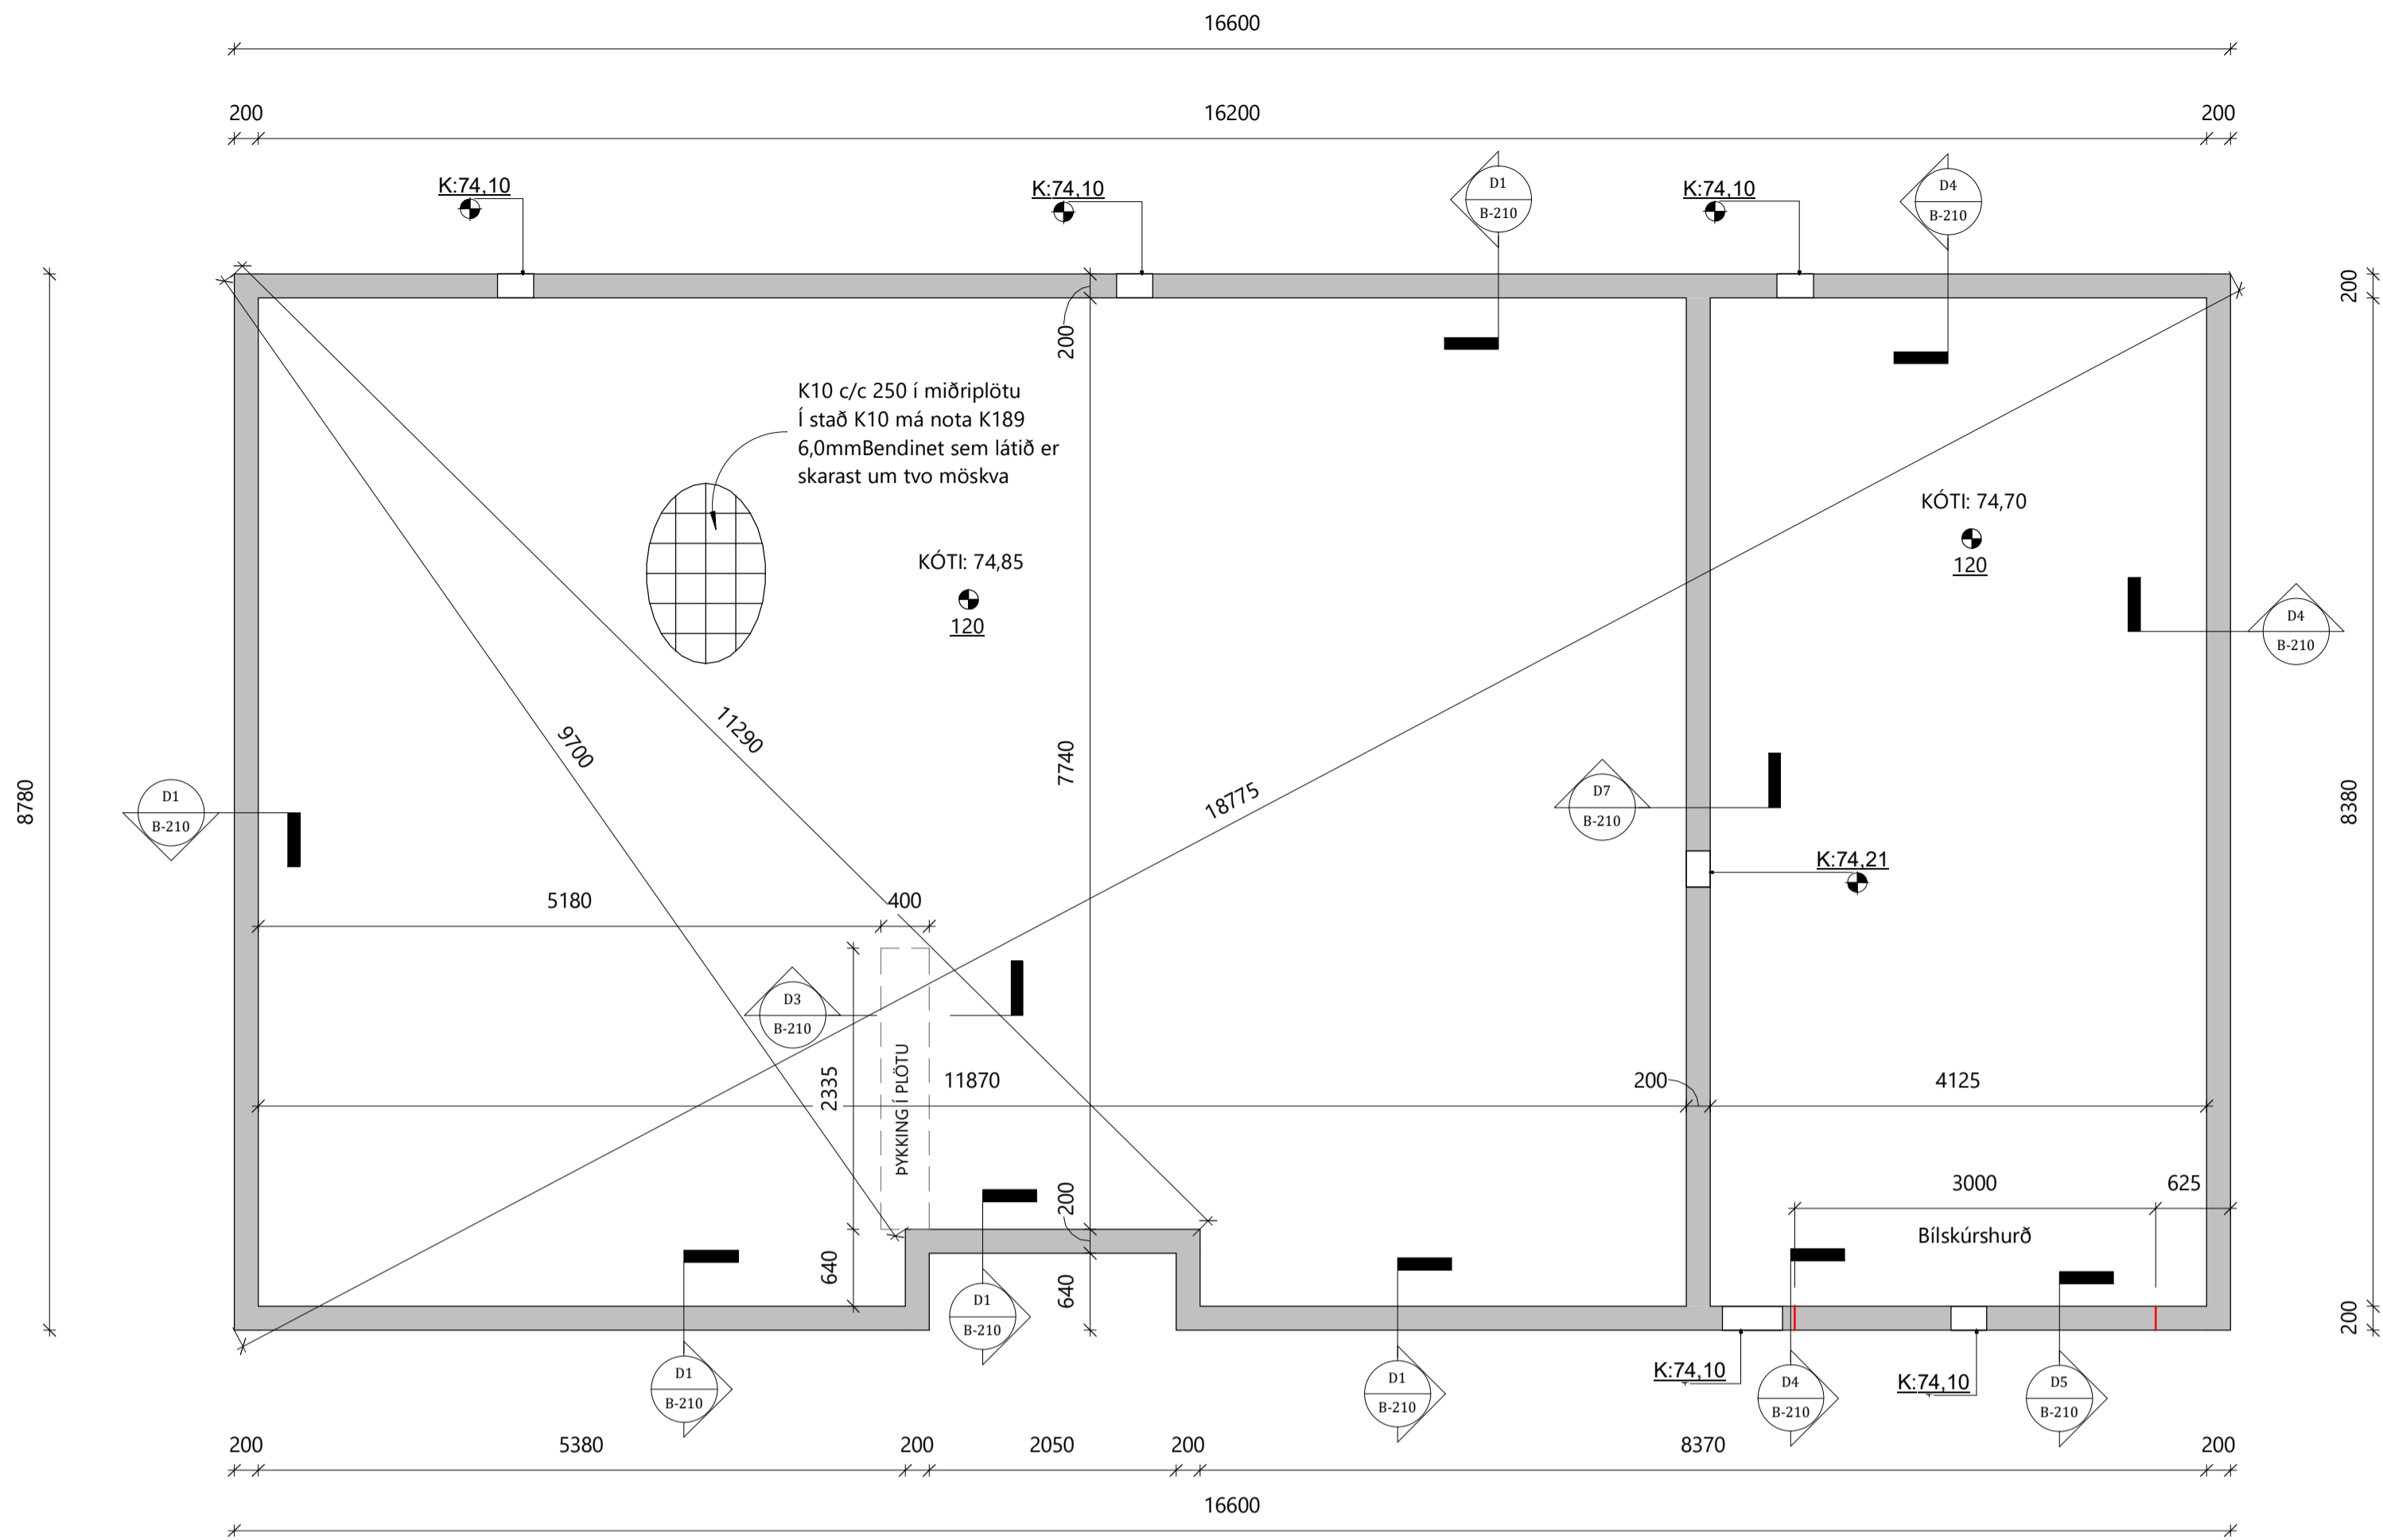 16600
200
16200
200
K:74,10
K:74,10
D1
B-210
K:74,10
D4
B-210
200
200
K10 c/c 250 í miðriplötu
Í stað K10 má nota K189
6,0mmBendinet sem látið er
skarast um tvo möskva
KÓTI: 74,85
120
KÓTI: 74,70
120
D4
B-210
9700
11290
7740
18775
8780
8380
D1
B-210
D7
B-210
K:74,21
5180
400
D3
B-210
ÞYKKING Í PLÖTU
2335
11870
200
4125
3000
625
Bílskúrshurð
200
640
640
200
D1
B-210
D1
B-210
D1
B-210
K:74,10
D4
B-210
K:74,10
D5
B-210
200
5380
200
2050
200
8370
200
16600